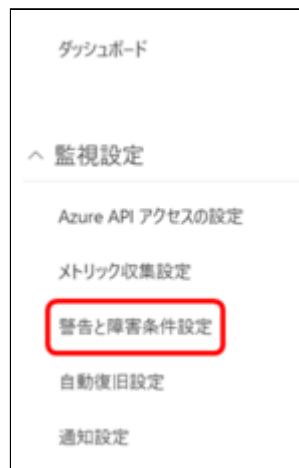 ダッシュボード
監視設定
Azure API アクセスの設定
メトリック収集設定
警告と障害条件設定
自動復旧設定
通知設定